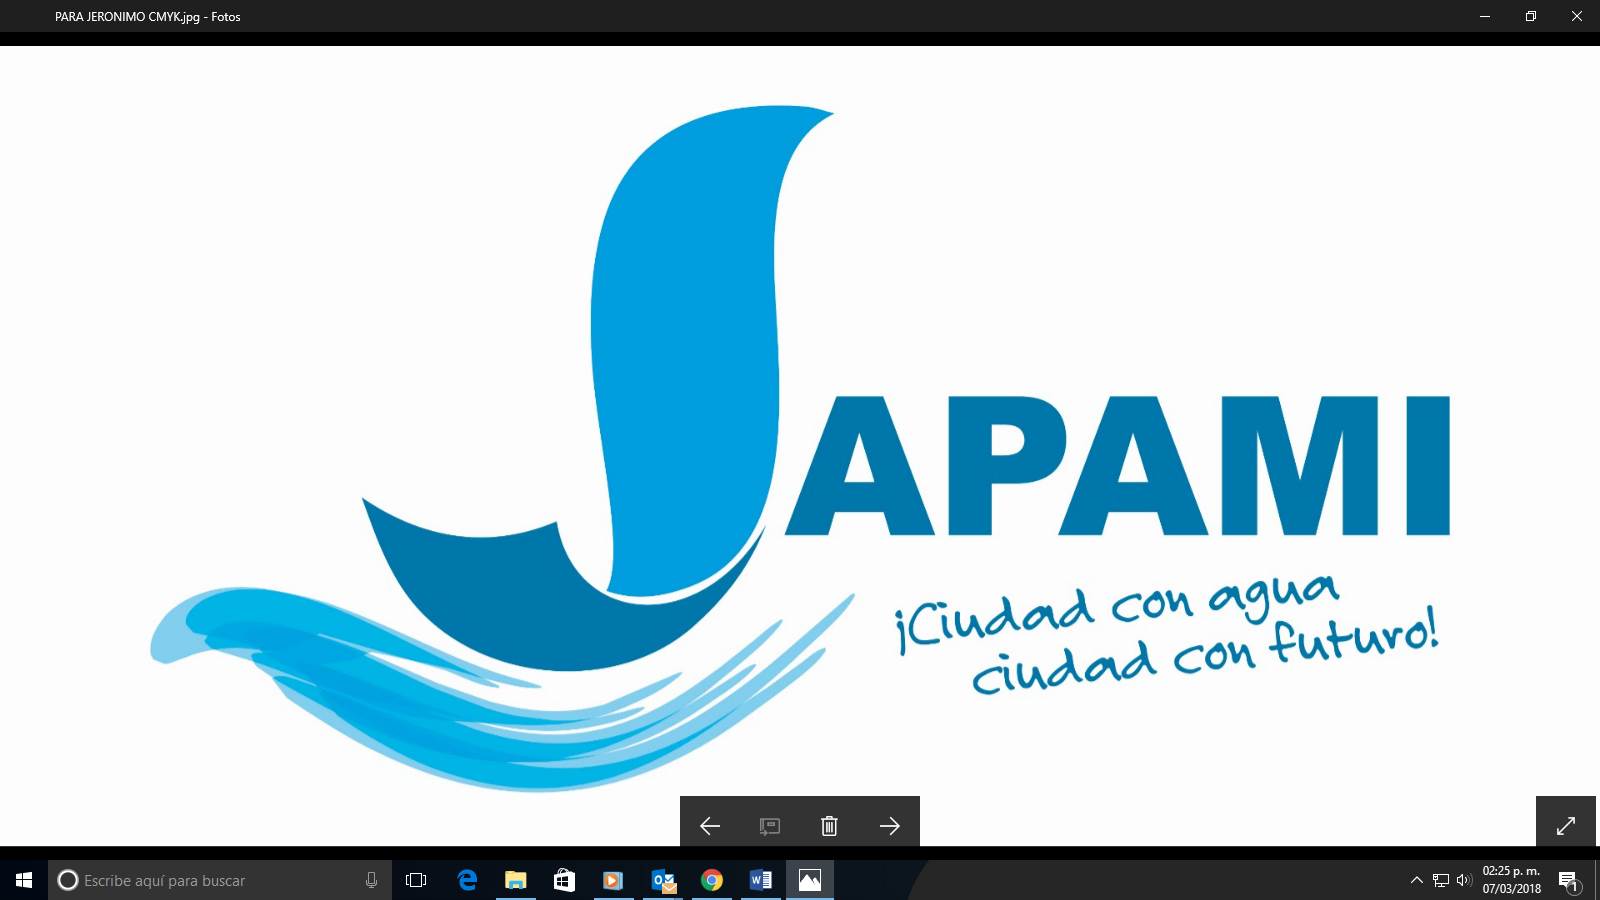 PARA JERONIMO CMYK.jpg - Fotos
JAPAMI
¡Ciudad con agua
ciudad con futuro!
Escribe aquí para buscar
02:25 p. m.
07/03/2018
1